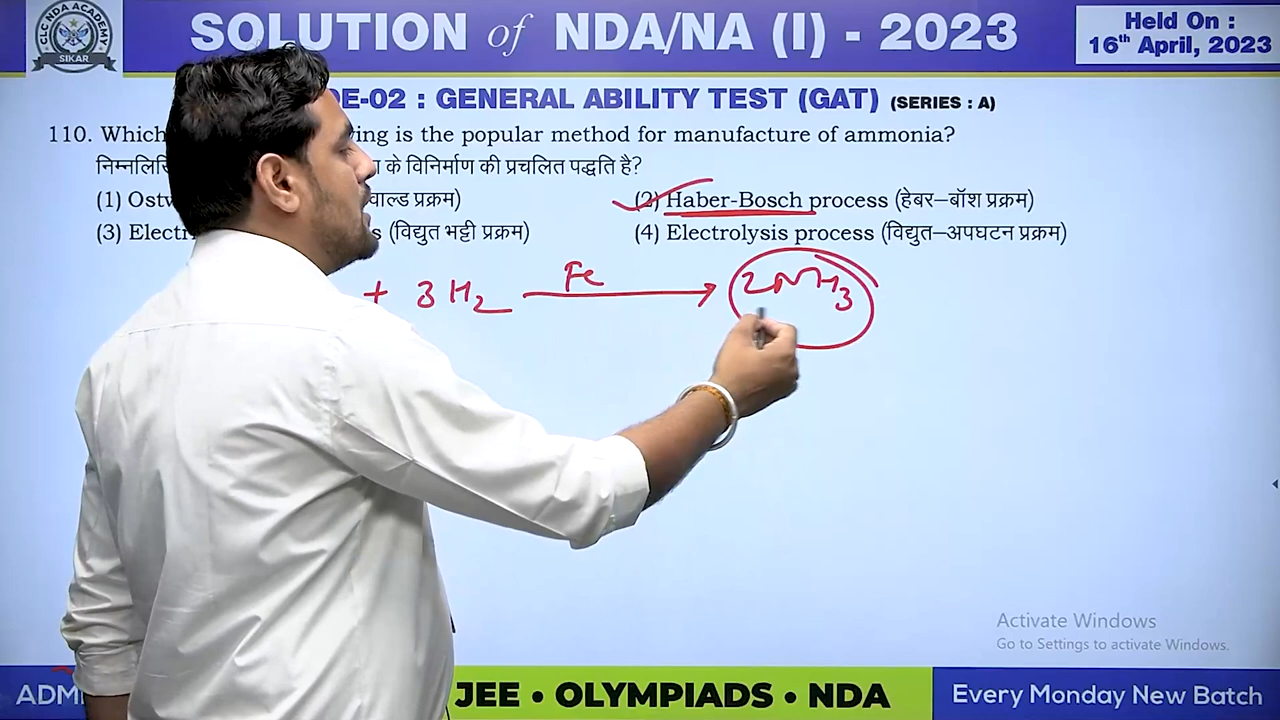 CLC NDA ACADEMY
SIKAR
SOLUTION of NDA/NA (I) - 2023
Held On :
16th April, 2023
DE-02 : GENERAL ABILITY TEST (GAT) (SERIES : A)
110. Which ing is the popular method for manufacture of ammonia?
निम्नलि के विनिर्माण की प्रचलित पद्धति है?
(1) Ostw वाल्ड प्रक्रम)
(2) Haber-Bosch process (हेबर–बॉश प्रक्रम)
(3) Electr s (विद्युत भट्टी प्रक्रम)
(4) Electrolysis process (विद्युत–अपघटन प्रक्रम)
+ 3H2 Fe → 2NH3
Activate Windows
Go to Settings to activate Windows.
ADM JEE • OLYMPIADS • NDA
Every Monday New Batch